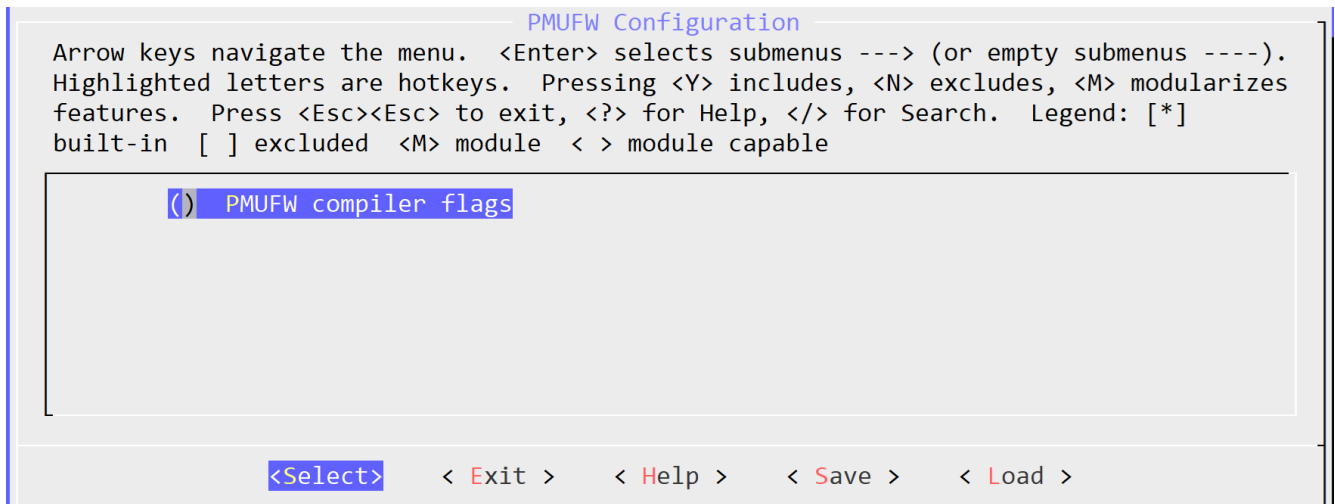 PMUFW Configuration
Arrow keys navigate the menu.  <Enter> selects submenus ---> (or empty submenus ----).
Highlighted letters are hotkeys.  Pressing <Y> includes, <N> excludes, <M> modularizes
features.  Press <Esc><Esc> to exit, <?> for Help, </> for Search.  Legend: [*]
built-in  [ ] excluded  <M> module  < > module capable
()  PMUFW compiler flags
<Select>    < Exit >    < Help >    < Save >    < Load >